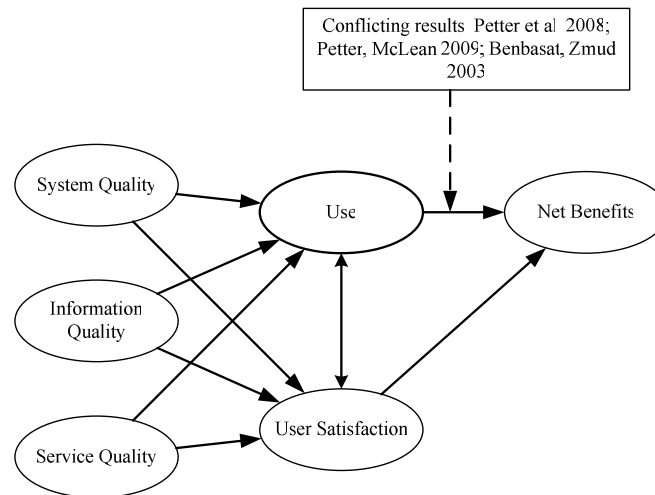 Conflicting results Petter et al 2008;
Petter, McLean 2009; Benbasat, Zmud
2003
System Quality
Use
Net Benefits
Information
Quality
User Satisfaction
Service Quality